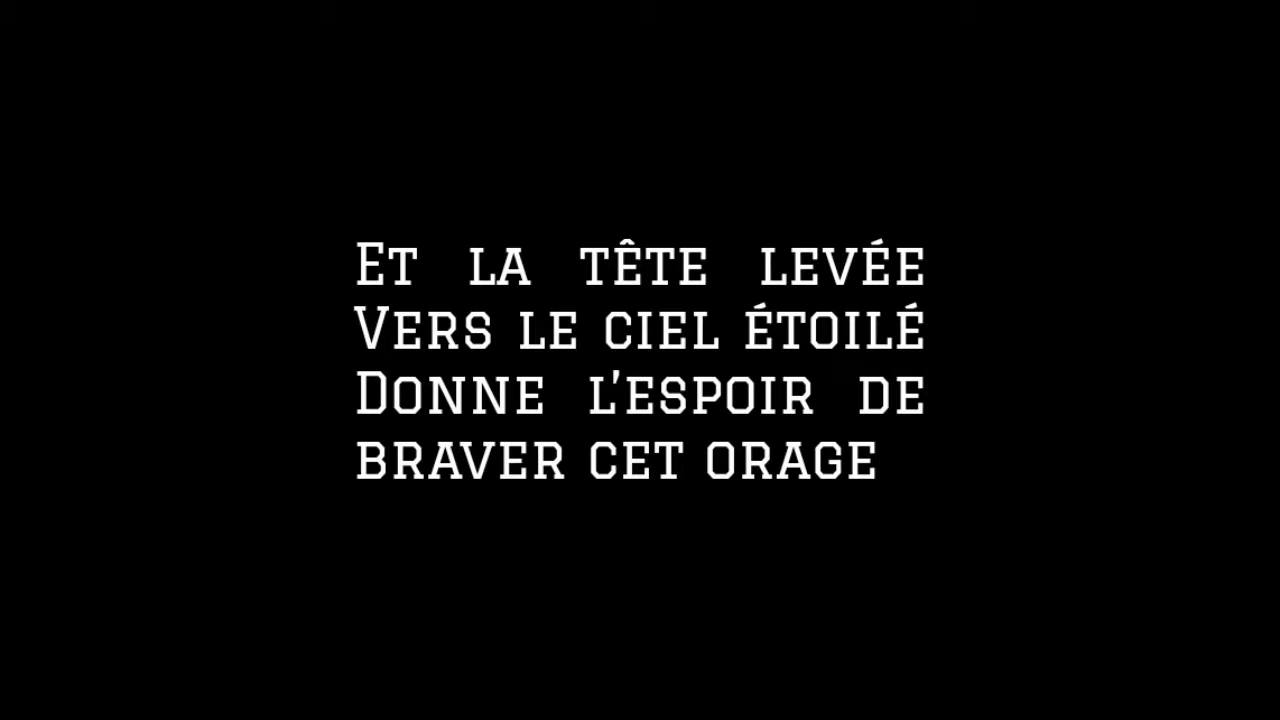 Et la tête levée
Vers le ciel étoilé
Donne l'espoir de
braver cet orage